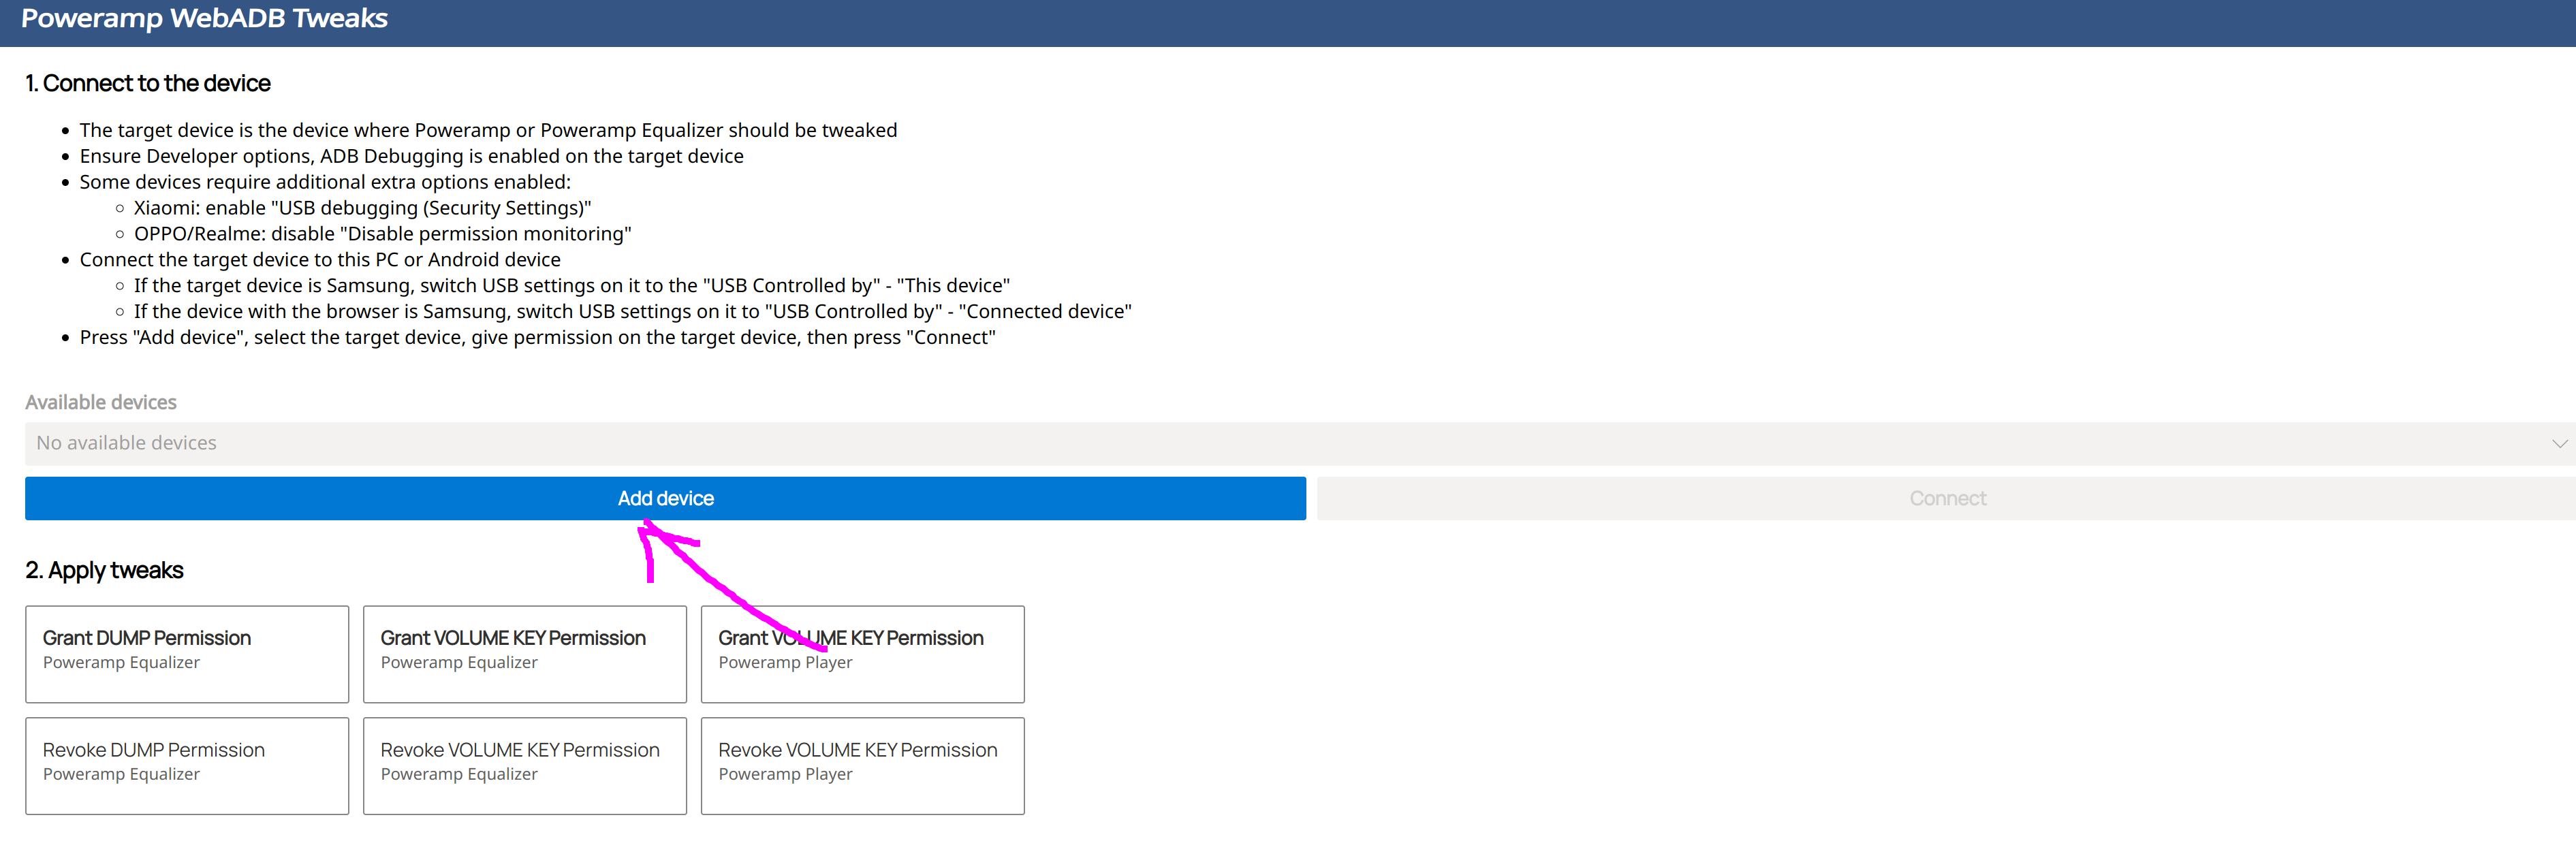 Poweramp WebADB Tweaks
1. Connect to the device
The target device is the device where Poweramp or Poweramp Equalizer should be tweaked
Ensure Developer options, ADB Debugging is enabled on the target device
Some devices require additional extra options enabled:
Xiaomi: enable "USB debugging (Security Settings)"
OPPO/Realme: disable "Disable permission monitoring"
Connect the target device to this PC or Android device
If the target device is Samsung, switch USB settings on it to the "USB Controlled by" - "This device"
If the device with the browser is Samsung, switch USB settings on it to "USB Controlled by" - "Connected device"
Press "Add device", select the target device, give permission on the target device, then press "Connect"
Available devices
No available devices
Add device
Connect
2. Apply tweaks
Grant DUMP Permission
Poweramp Equalizer
Grant VOLUME KEY Permission
Poweramp Equalizer
Grant VOLUME KEY Permission
Poweramp Player
Revoke DUMP Permission
Poweramp Equalizer
Revoke VOLUME KEY Permission
Poweramp Equalizer
Revoke VOLUME KEY Permission
Poweramp Player